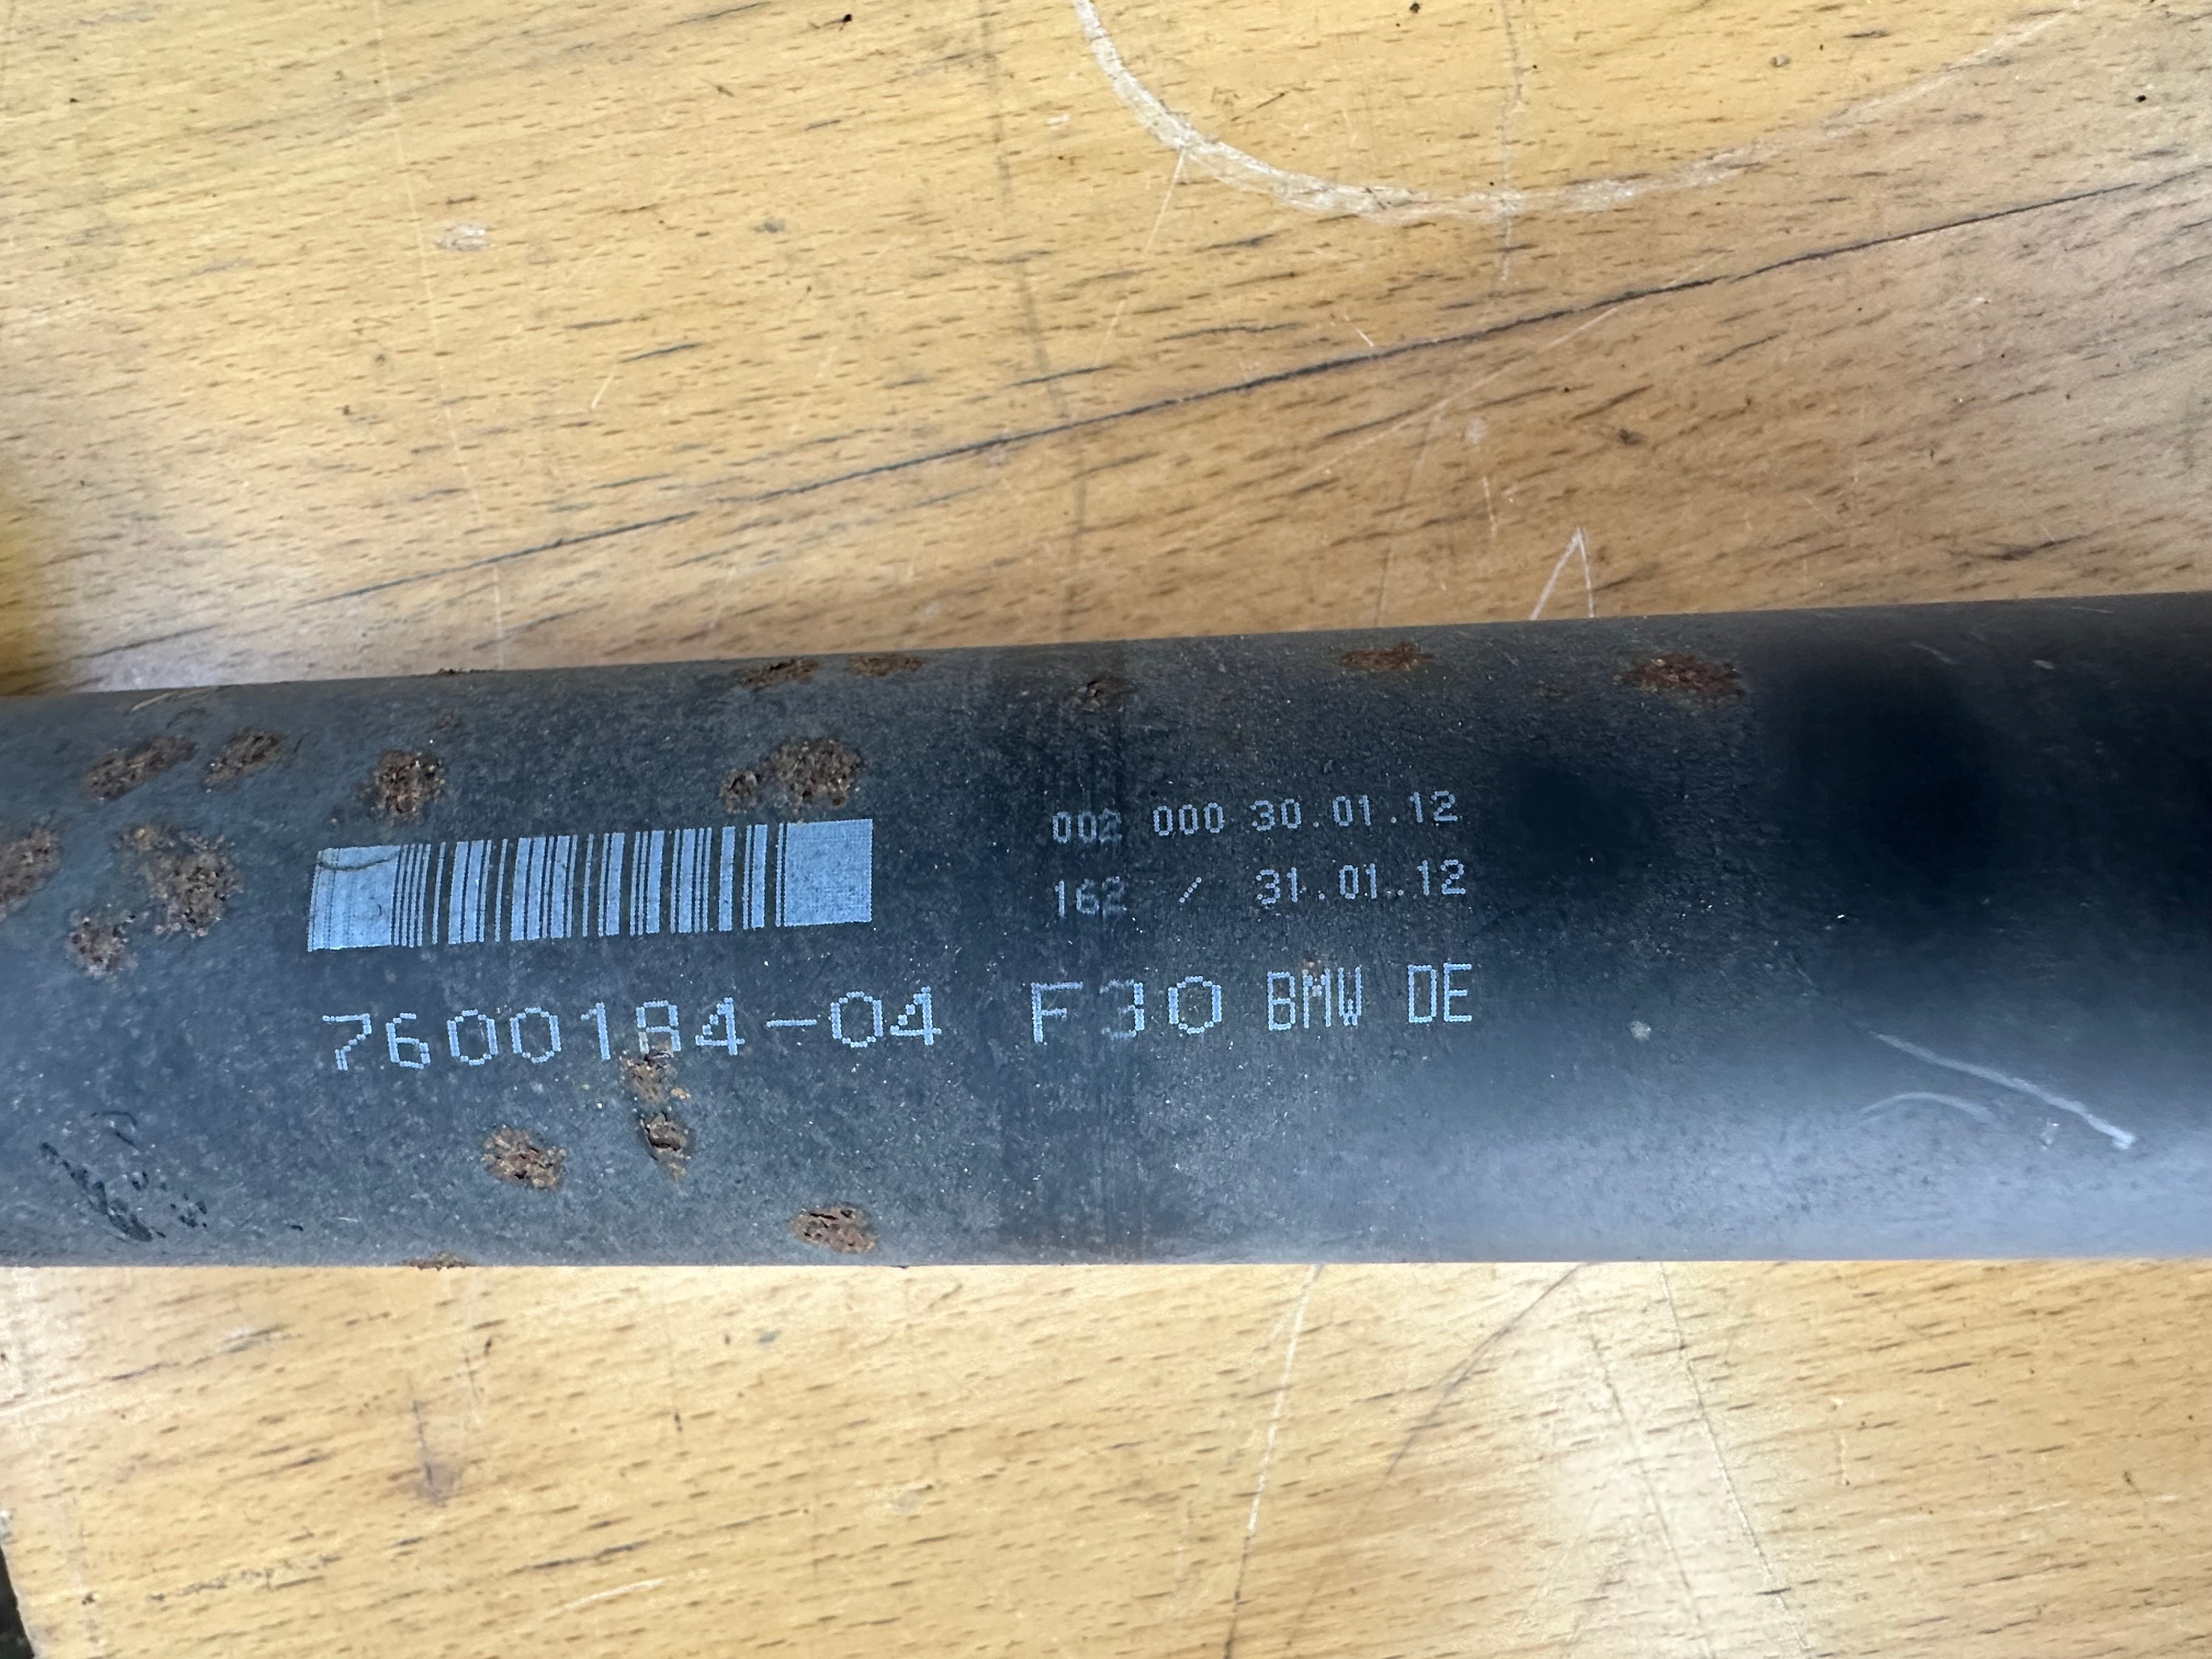 002 000 30.01.12
162 / 31.01.12
7600184-04 F30 BMW DE